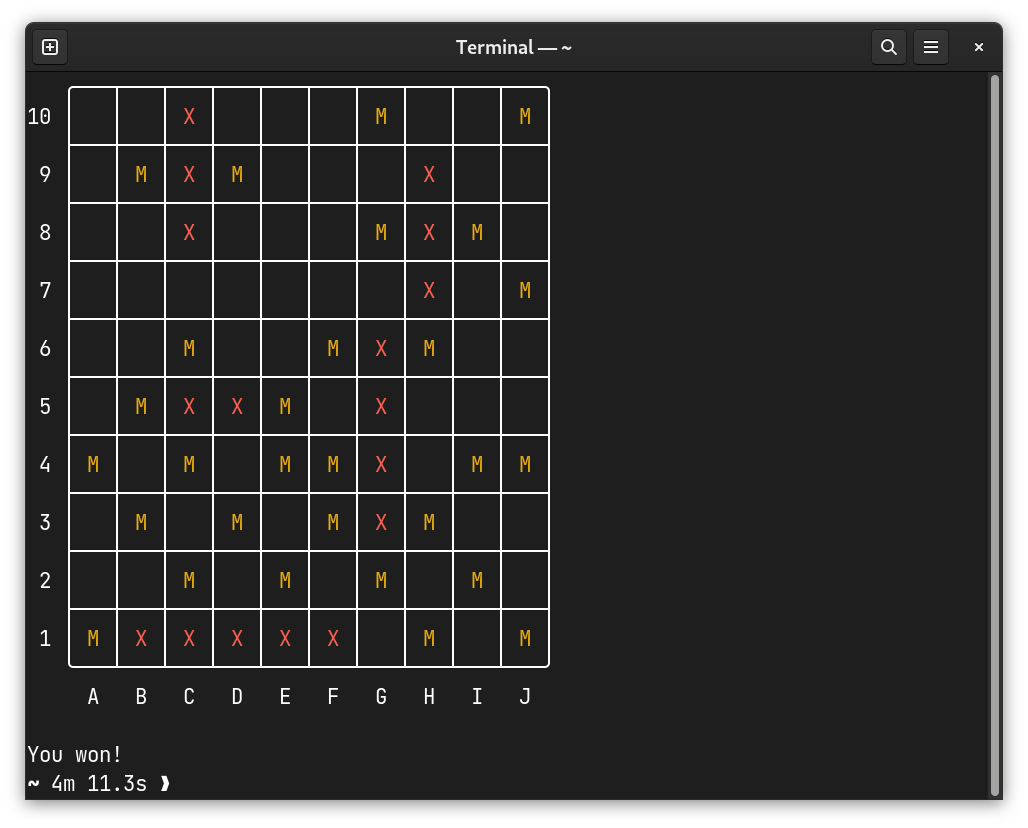 Terminal — ~
10 X M M
9 M X M X
8 X M X M
7 X M
6 M M X M
5 M X X M X
4 M M M M X M M
3 M M M X M
2 M M M M
1 M X X X X X M M
A B C D E F G H I J
You won!
~ 4m 11.3s ❱